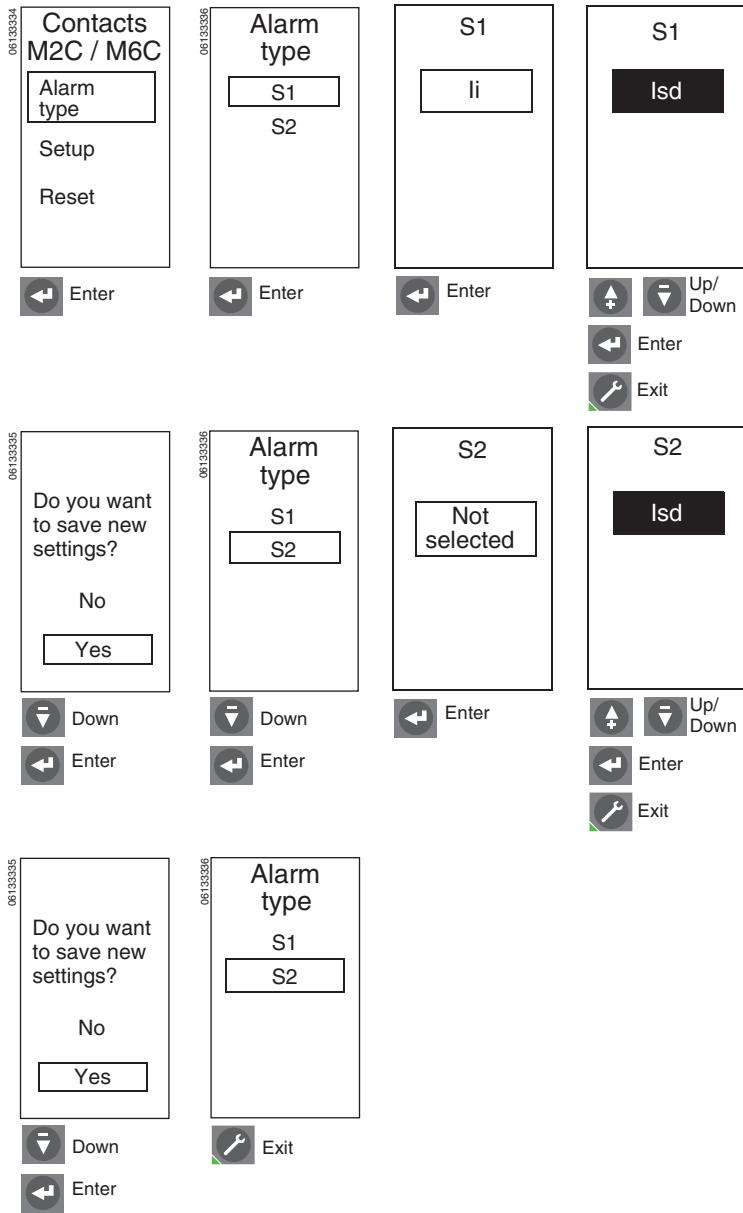 06133334
Contacts
M2C / M6C
Alarm
type
Setup
Reset
Enter
06133336
Alarm
type
S1
S2
Enter
S1
Ii
Enter
S1
Isd
Up/
Down
Enter
Exit
06133335
Do you want
to save new
settings?
No
Yes
Down
Enter
06133336
Alarm
type
S1
S2
Down
Enter
S2
Not
selected
Enter
S2
Isd
Up/
Down
Enter
Exit
06133335
Do you want
to save new
settings?
No
Yes
Down
Enter
06133336
Alarm
type
S1
S2
Exit